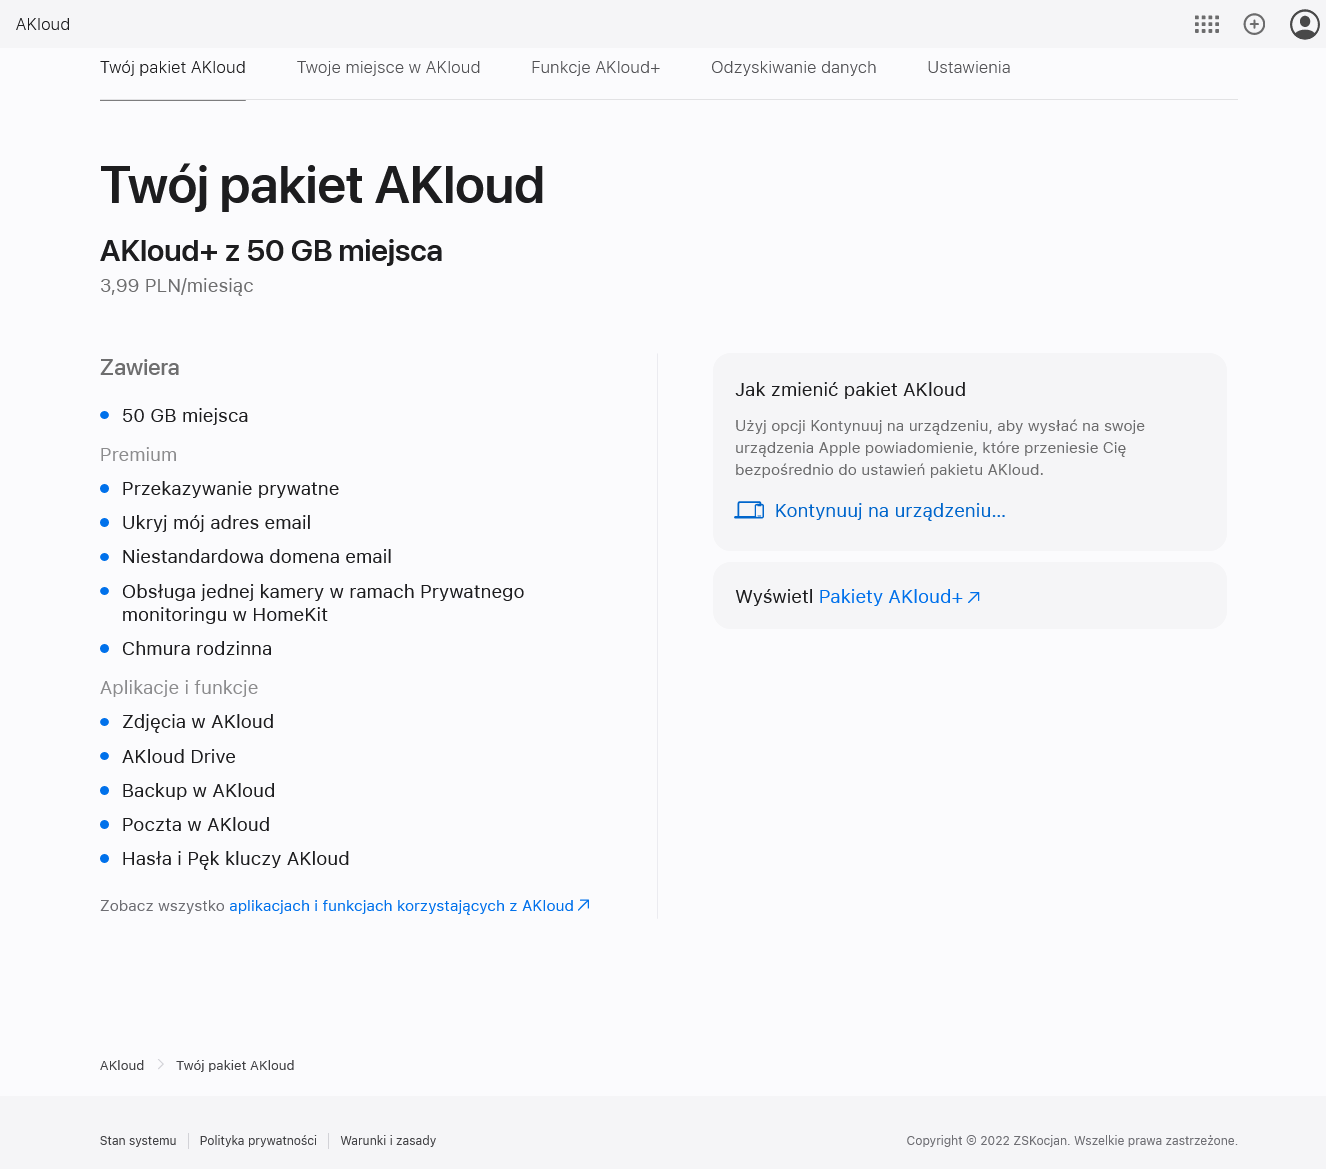 AKloud
Twój pakiet AKloud
Twoje miejsce w AKloud
Funkcje AKloud+
Odzyskiwanie danych
Ustawienia
Twój pakiet AKloud
AKloud+ z 50 GB miejsca
3,99 PLN/miesiąc
Zawiera
50 GB miejsca
Premium
Przekazywanie prywatne
Ukryj mój adres email
Niestandardowa domena email
Obsługa jednej kamery w ramach Prywatnego
monitoringu w HomeKit
Chmura rodzinna
Aplikacje i funkcje
Zdjęcia w AKloud
AKloud Drive
Backup w AKloud
Poczta w AKloud
Hasła i Pęk kluczy AKloud
Zobacz wszystko aplikacjach i funkcjach korzystających z AKloud
Jak zmienić pakiet AKloud
Użyj opcji Kontynuuj na urządzeniu, aby wysłać na swoje
urządzenia Apple powiadomienie, które przeniesie Cię
bezpośrednio do ustawień pakietu AKloud.
Kontynuuj na urządzeniu...
Wyświetl Pakiety AKloud+
AKloud
Twój pakiet AKloud
Stan systemu
Polityka prywatności
Warunki i zasady
Copyright © 2022 ZSKocjan. Wszelkie prawa zastrzeżone.